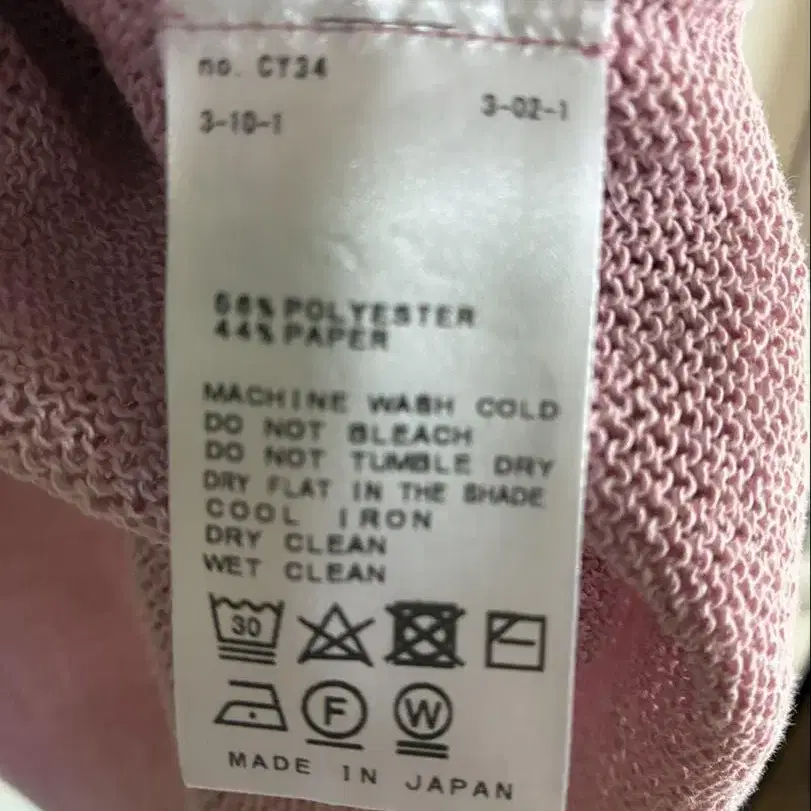 no. CY34
3-10-1 3-02-1
56% POLYESTER
44% PAPER
MACHINE WASH COLD
DO NOT BLEACH
DO NOT TUMBLE DRY
DRY FLAT IN THE SHADE
COOL IRON
DRY CLEAN
WET CLEAN
30
F W
MADE IN JAPAN